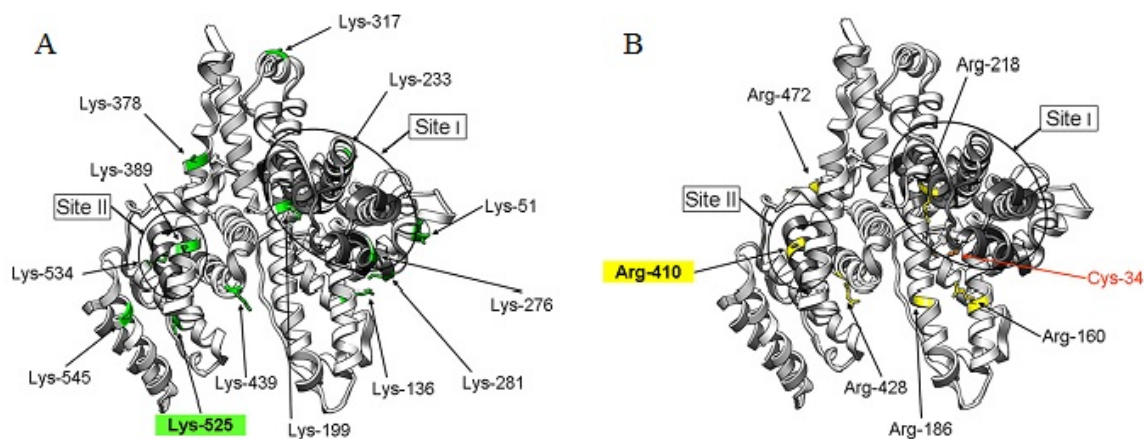 A
Lys-317
Lys-233
Lys-378
Site I
Lys-389
Site II
Lys-51
Lys-534
Lys-276
Lys-545
Lys-439
Lys-136
Lys-281
Lys-525
Lys-199
B
Arg-218
Arg-472
Site I
Site II
Arg-410
Cys-34
Arg-160
Arg-428
Arg-186